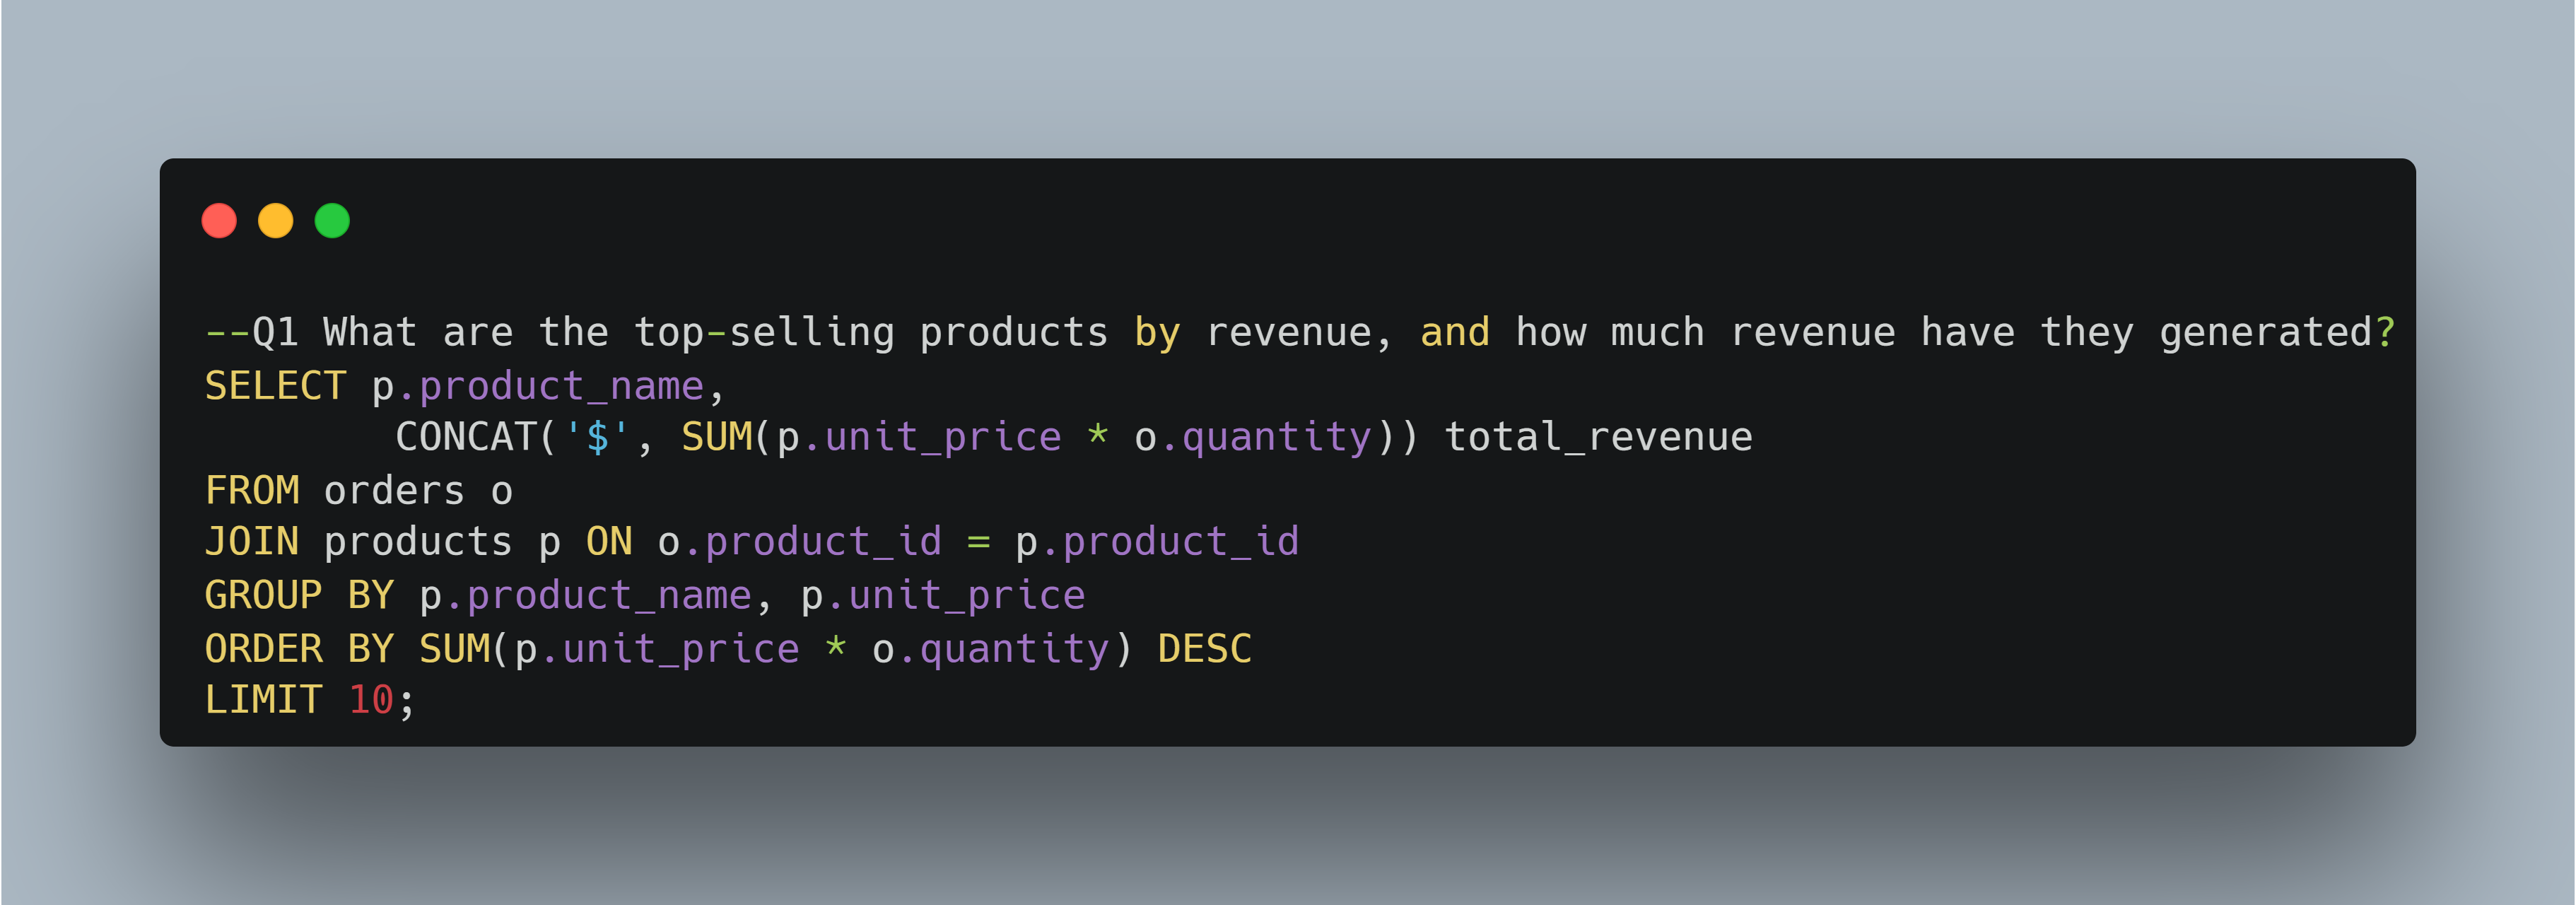 --Q1 What are the top-selling products by revenue, and how much revenue have they generated?
SELECT p.product_name,
        CONCAT('$', SUM(p.unit_price * o.quantity)) total_revenue
FROM orders o
JOIN products p ON o.product_id = p.product_id
GROUP BY p.product_name, p.unit_price
ORDER BY SUM(p.unit_price * o.quantity) DESC
LIMIT 10;